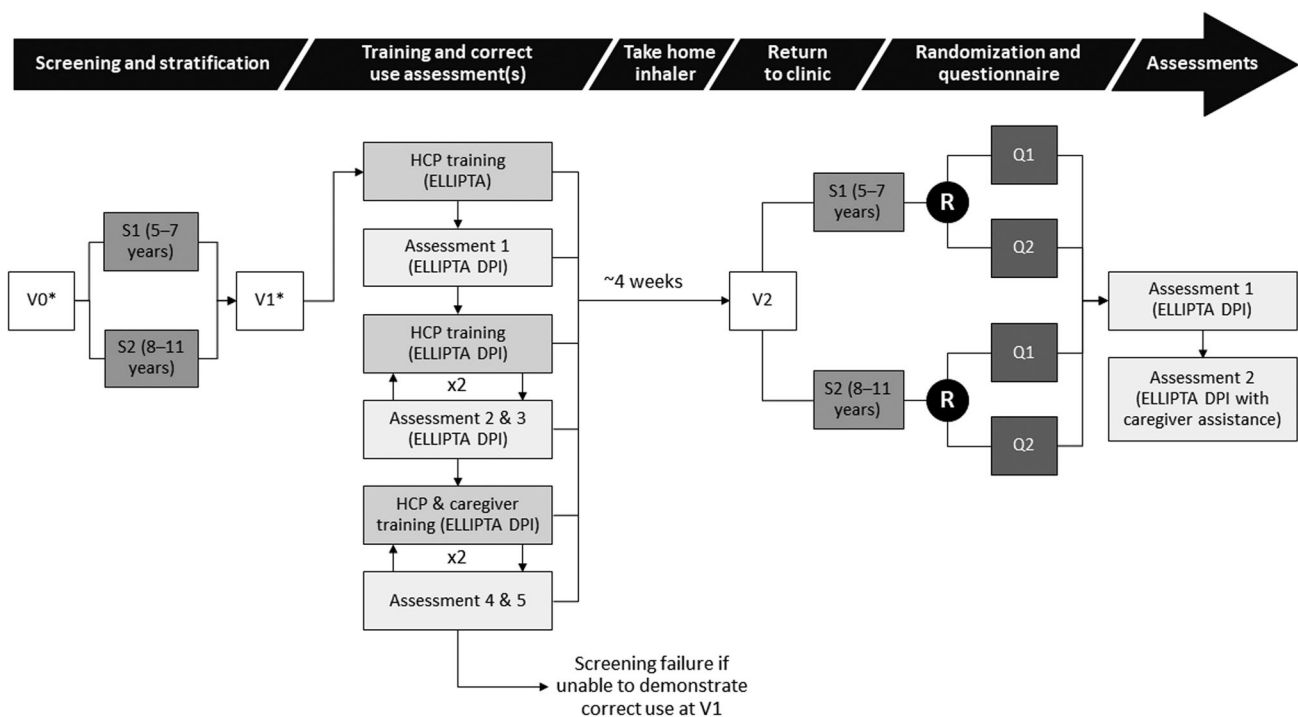 Screening and stratification
Training and correct
use assessment(s)
Take home
inhaler
Return
to clinic
Randomization and
questionnaire
Assessments
V0*
S1 (5–7
years)
S2 (8–11
years)
V1*
HCP training
(ELLIPTA)
Assessment 1
(ELLIPTA DPI)
HCP training
(ELLIPTA DPI)
x2
Assessment 2 & 3
(ELLIPTA DPI)
HCP & caregiver
training (ELLIPTA DPI)
x2
Assessment 4 & 5
Screening failure if
unable to demonstrate
correct use at V1
~4 weeks
V2
S1 (5–7
years)
R
Q1
Q2
S2 (8–11
years)
R
Q1
Q2
Assessment 1
(ELLIPTA DPI)
Assessment 2
(ELLIPTA DPI with
caregiver assistance)